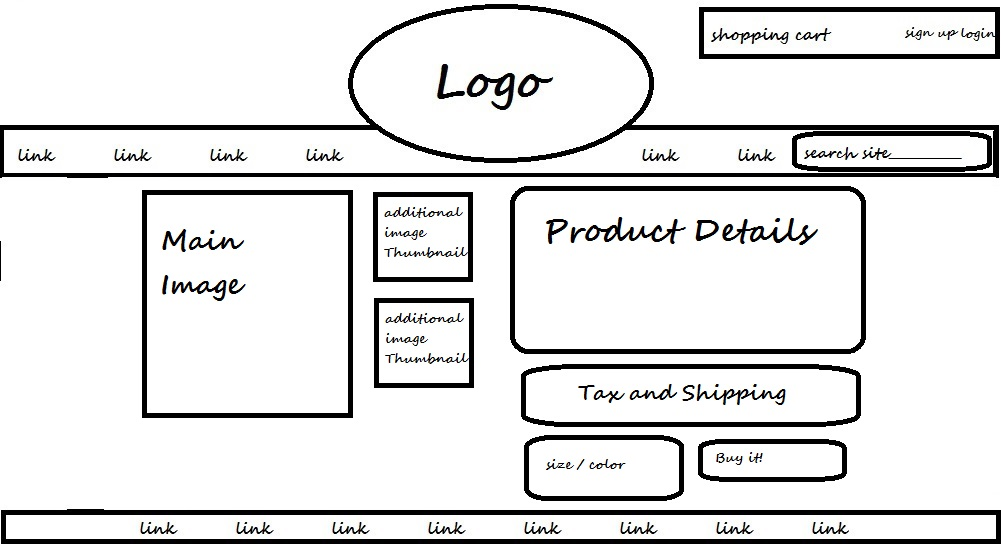 shopping cart
sign up login
Logo
link link link link link link
search site
Main
Image
additional
image
Thumbnail
additional
image
Thumbnail
Product Details
Tax and Shipping
size / color
Buy it!
link link link link link link link link